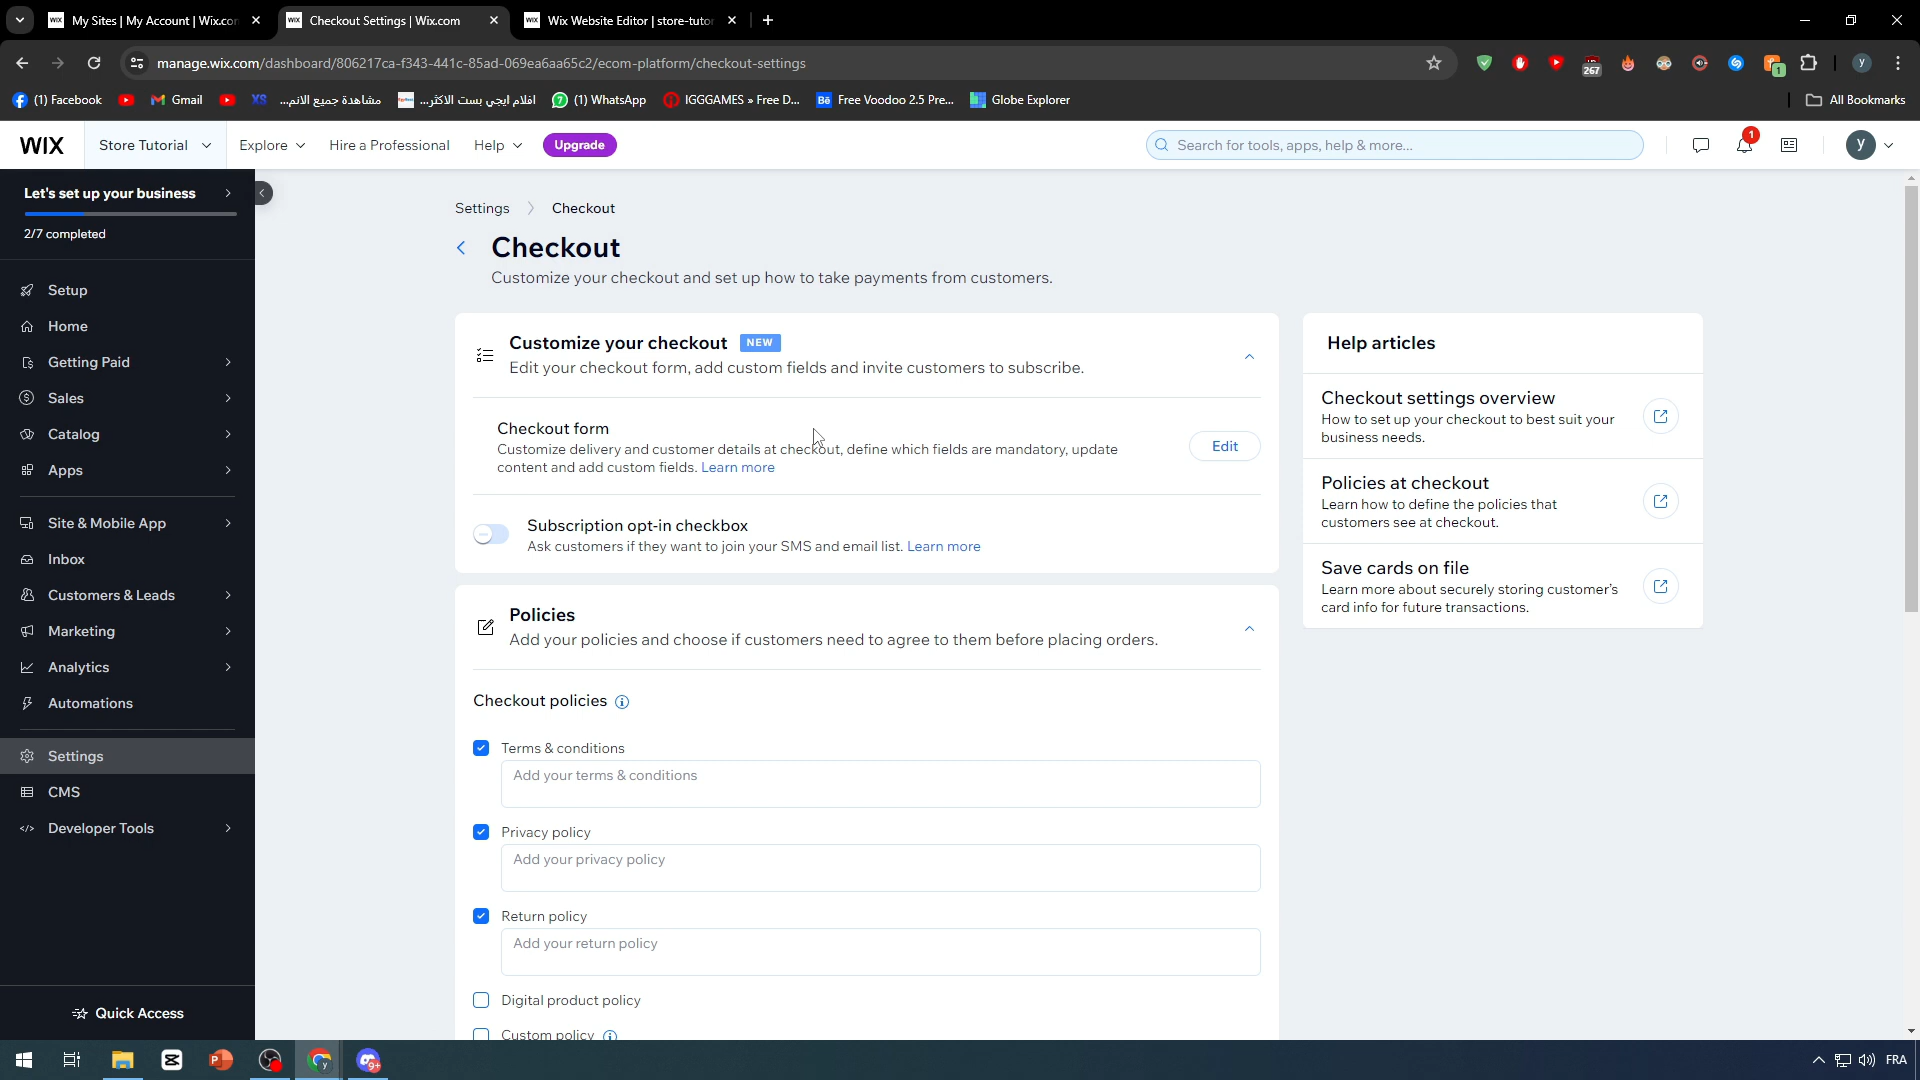 My Sites | My Account | Wix.con
Checkout Settings | Wix.com
Wix Website Editor | store-tutor
manage.wix.com/dashboard/806217ca-f343-441c-85ad-069ea6aa65c2/ecom-platform/checkout-settings
267
1
y
(1) Facebook
Gmail
XS
مشاهدة جميع الانم...
افلام ايجي بست الاكثر...
(1) WhatsApp
IGGGAMES » Free D...
Bē Free Voodoo 2.5 Pre...
Globe Explorer
All Bookmarks
WIX
Store Tutorial
Explore
Hire a Professional
Help
Upgrade
Search for tools, apps, help & more...
1
y
Let's set up your business
2/7 completed
Setup
Home
Getting Paid
Sales
Catalog
Apps
Site & Mobile App
Inbox
Customers & Leads
Marketing
Analytics
Automations
Settings
CMS
Developer Tools
Quick Access
Settings
Checkout
Checkout
Customize your checkout and set up how to take payments from customers.
Customize your checkout NEW
Edit your checkout form, add custom fields and invite customers to subscribe.
Checkout form
Customize delivery and customer details at checkout, define which fields are mandatory, update
content and add custom fields. Learn more
Edit
Subscription opt-in checkbox
Ask customers if they want to join your SMS and email list. Learn more
Policies
Add your policies and choose if customers need to agree to them before placing orders.
Checkout policies
Terms & conditions
Add your terms & conditions
Privacy policy
Add your privacy policy
Return policy
Add your return policy
Digital product policy
Custom policy
Help articles
Checkout settings overview
How to set up your checkout to best suit your
business needs.
Policies at checkout
Learn how to define the policies that
customers see at checkout.
Save cards on file
Learn more about securely storing customer's
card info for future transactions.
9+
FRA